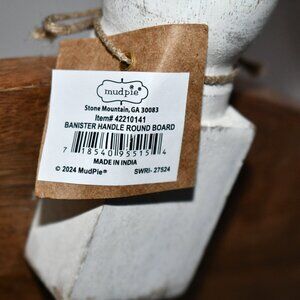 mudpie®
Stone Mountain, GA 30083
Item# 42210141
BANISTER HANDLE ROUND BOARD
7 18540 95515 4
MADE IN INDIA
© 2024 MudPie® SWRI- 27524